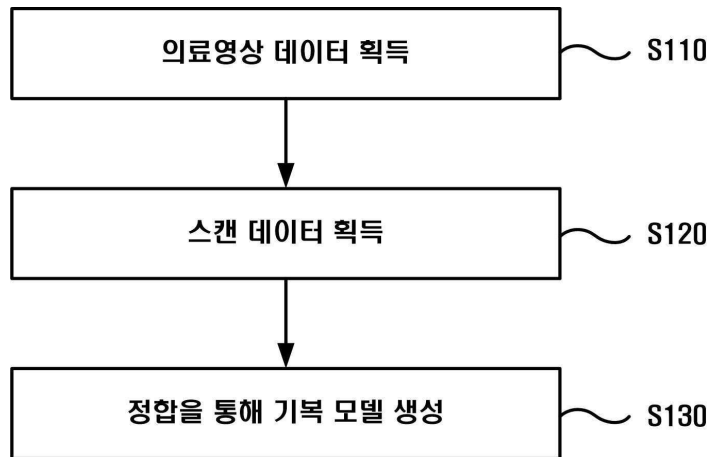 의료영상 데이터 획득
S110
스캔 데이터 획득
S120
정합을 통해 기복 모델 생성
S130